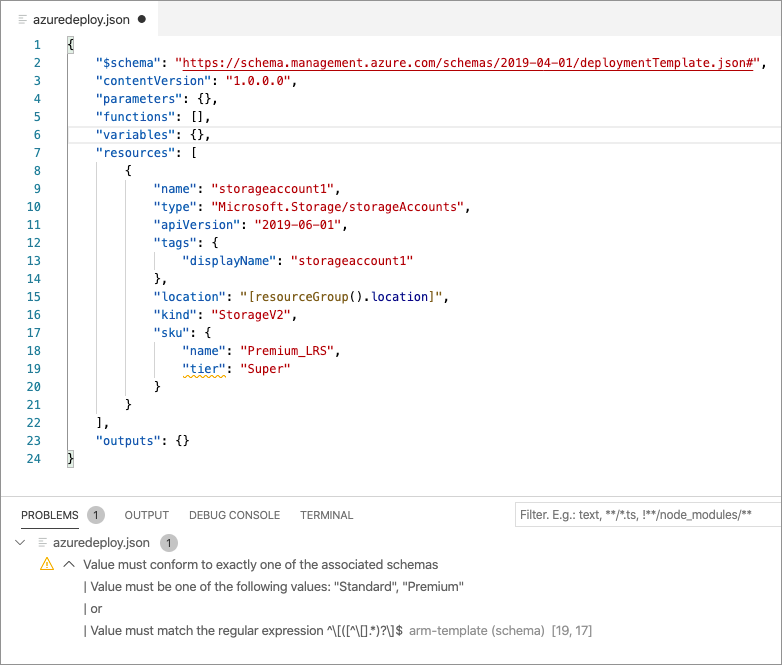 azuredeploy.json
1 {
2 "$schema": "https://schema.management.azure.com/schemas/2019-04-01/deploymentTemplate.json#",
3 "contentVersion": "1.0.0.0",
4 "parameters": {},
5 "functions": [],
6 "variables": {},
7 "resources": [
8 {
9 "name": "storageaccount1",
10 "type": "Microsoft.Storage/storageAccounts",
11 "apiVersion": "2019-06-01",
12 "tags": {
13 "displayName": "storageaccount1"
14 },
15 "location": "[resourceGroup().location]",
16 "kind": "StorageV2",
17 "sku": {
18 "name": "Premium_LRS",
19 "tier": "Super"
20 }
21 }
22 ],
23 "outputs": {}
24 }
PROBLEMS 1 OUTPUT DEBUG CONSOLE TERMINAL Filter. E.g.: text, **/*.ts, !**/node_modules/**
azuredeploy.json 1
Value must conform to exactly one of the associated schemas
| Value must be one of the following values: "Standard", "Premium"
| or
| Value must match the regular expression ^\[([^\[].*)?\]$ arm-template (schema) [19, 17]